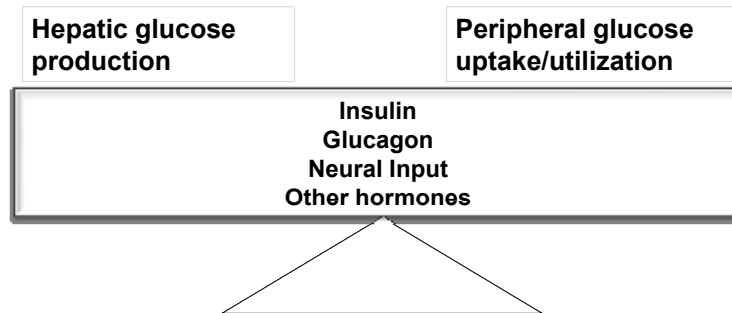 Hepatic glucose
production
Peripheral glucose
uptake/utilization
Insulin
Glucagon
Neural Input
Other hormones